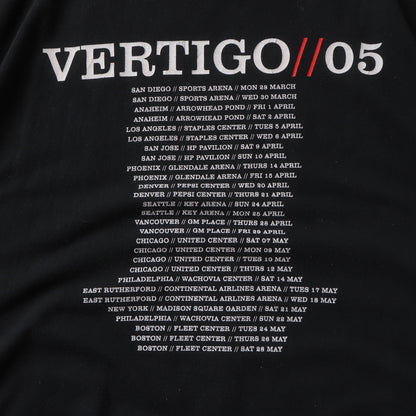 VERTIGO//05
SAN DIEGO // SPORTS ARENA // MON 28 MARCH
SAN DIEGO // SPORTS ARENA // WED 30 MARCH
ANAHEIM // ARROWHEAD POND // FRI 1 APRIL
ANAHEIM // ARROWHEAD POND // SAT 2 APRIL
LOS ANGELES // STAPLES CENTER // TUES 5 APRIL
LOS ANGELES // STAPLES CENTER // WED 6 APRIL
SAN JOSE // HP PAVILION // SAT 9 APRIL
SAN JOSE // HP PAVILION // SUN 10 APRIL
PHOENIX // GLENDALE ARENA // THURS 14 APRIL
PHOENIX // GLENDALE ARENA // FRI 15 APRIL
DENVER // PEPSI CENTER // WED 20 APRIL
DENVER // PEPSI CENTER // THURS 21 APRIL
SEATTLE // KEY ARENA // SUN 24 APRIL
SEATTLE // KEY ARENA // MON 25 APRIL
VANCOUVER // GM PLACE // THURS 28 APRIL
VANCOUVER // GM PLACE // FRI 29 APRIL
CHICAGO // UNITED CENTER // SAT 07 MAY
CHICAGO // UNITED CENTER // MON 09 MAY
CHICAGO // UNITED CENTER // TUES 10 MAY
CHICAGO // UNITED CENTER // THURS 12 MAY
PHILADELPHIA // WACHOVIA CENTER // SAT 14 MAY
EAST RUTHERFORD // CONTINENTAL AIRLINES ARENA // TUES 17 MAY
EAST RUTHERFORD // CONTINENTAL AIRLINES ARENA // WED 18 MAY
NEW YORK // MADISON SQUARE GARDEN // SAT 21 MAY
PHILADELPHIA // WACHOVIA CENTER // SUN 22 MAY
BOSTON // FLEET CENTER // TUES 24 MAY
BOSTON // FLEET CENTER // THURS 26 MAY
BOSTON // FLEET CENTER // SAT 28 MAY